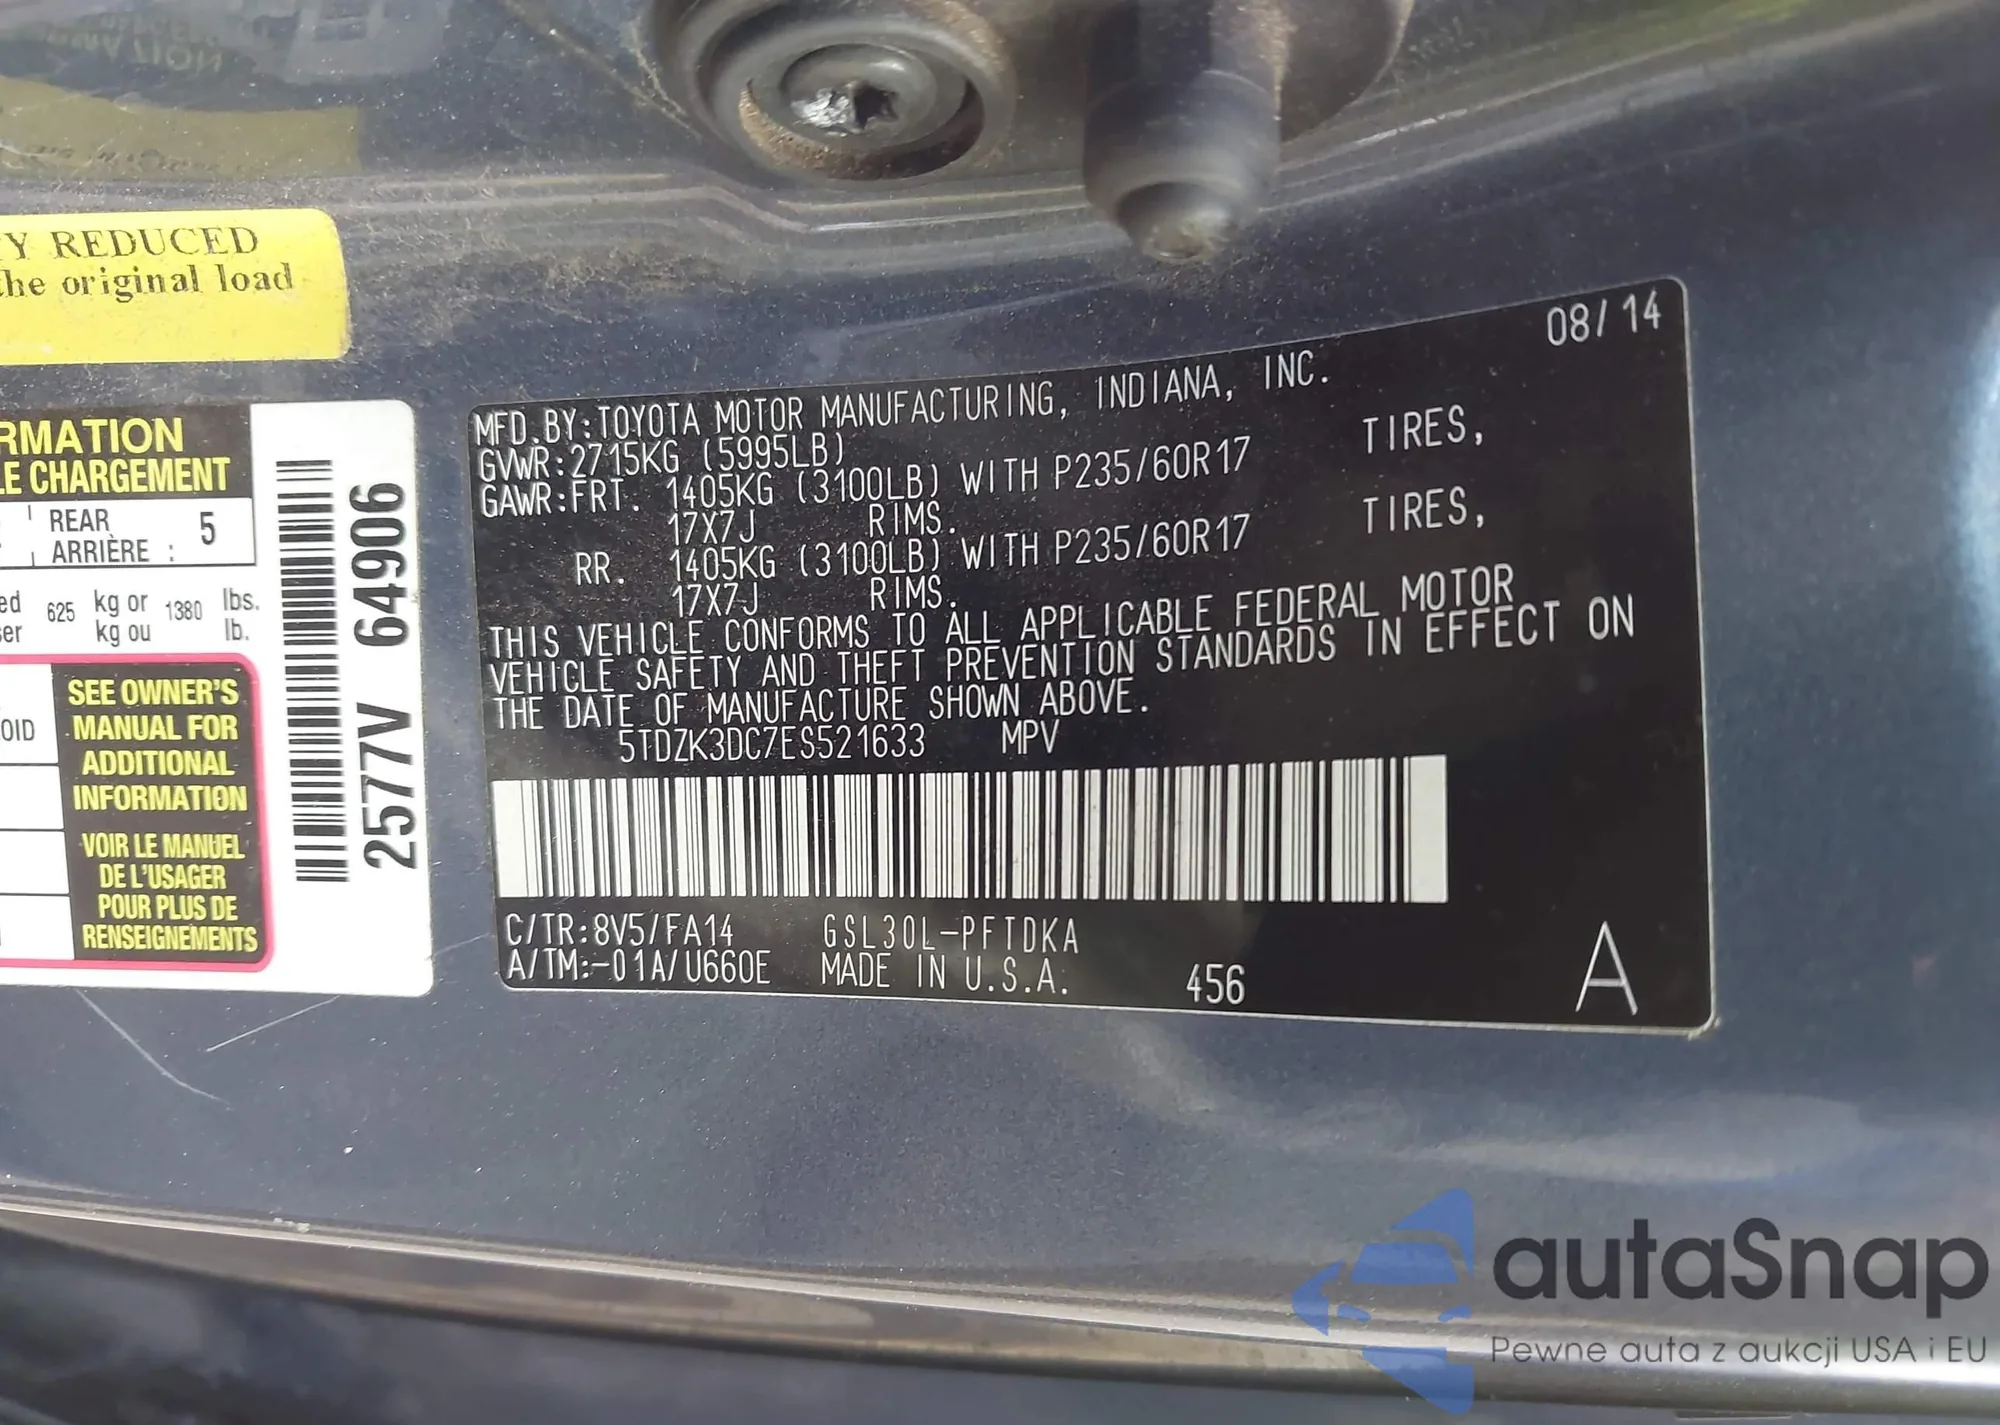 Y REDUCED
the original load
RMATION
LE CHARGEMENT
REAR
ARRIÈRE : 5
625 kg or 1380 lbs.
kg ou lb.
OID
SEE OWNER'S
MANUAL FOR
ADDITIONAL
INFORMATION
VOIR LE MANUEL
DE L'USAGER
POUR PLUS DE
RENSEIGNEMENTS
2577V 64906
08/14
MFD.BY:TOYOTA MOTOR MANUFACTURING, INDIANA, INC.
GVWR:2715KG (5995LB)
GAWR:FRT. 1405KG (3100LB) WITH P235/60R17 TIRES,
17X7J RIMS.
RR. 1405KG (3100LB) WITH P235/60R17 TIRES,
17X7J RIMS.
THIS VEHICLE CONFORMS TO ALL APPLICABLE FEDERAL MOTOR
VEHICLE SAFETY AND THEFT PREVENTION STANDARDS IN EFFECT ON
THE DATE OF MANUFACTURE SHOWN ABOVE.
5TDZK3DC7ES521633 MPV
C/TR:8V5/FA14 GSL30L-PFTDKA
A/TM:-01A/U660E MADE IN U.S.A. 456 A
autaSnap
Pewne auta z aukcji USA i EU